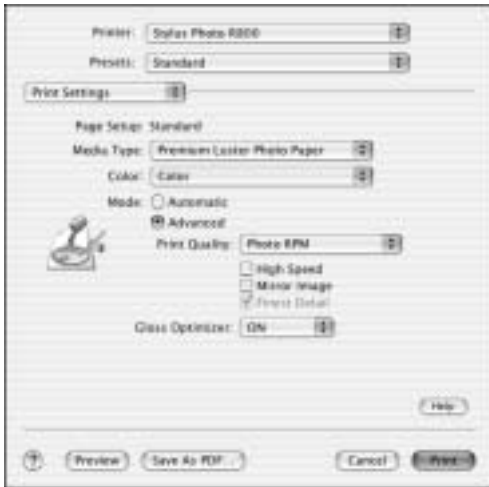 Printer: Stylus Photo R800
Presets: Standard
Print Settings
Page Setup: Standard
Media Type: Premium Luster Photo Paper
Color: Color
Mode: Automatic
Advanced
Print Quality: Photo RPM
High Speed
Mirror Image
Finest Detail
Gloss Optimizer: ON
Help
? Preview Save As PDF... Cancel Print